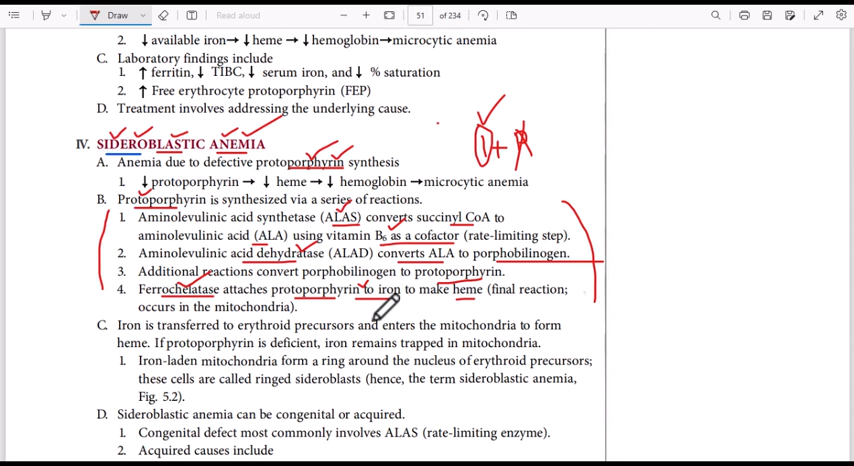 Draw
Read aloud
51 of 234
2. ↓ available iron→ ↓ heme → ↓ hemoglobin→microcytic anemia
C. Laboratory findings include
1. ↑ ferritin, ↓ TIBC, ↓ serum iron, and ↓ % saturation
2. ↑ Free erythrocyte protoporphyrin (FEP)
D. Treatment involves addressing the underlying cause.
IV. SIDEROBLASTIC ANEMIA
A. Anemia due to defective protoporphyrin synthesis
1. ↓ protoporphyrin → ↓ heme → ↓ hemoglobin →microcytic anemia
B. Protoporphyrin is synthesized via a series of reactions.
1. Aminolevulinic acid synthetase (ALAS) converts succinyl CoA to
aminolevulinic acid (ALA) using vitamin B6 as a cofactor (rate-limiting step).
2. Aminolevulinic acid dehydratase (ALAD) converts ALA to porphobilinogen.
3. Additional reactions convert porphobilinogen to protoporphyrin.
4. Ferrochelatase attaches protoporphyrin to iron to make heme (final reaction;
occurs in the mitochondria).
C. Iron is transferred to erythroid precursors and enters the mitochondria to form
heme. If protoporphyrin is deficient, iron remains trapped in mitochondria.
1. Iron-laden mitochondria form a ring around the nucleus of erythroid precursors;
these cells are called ringed sideroblasts (hence, the term sideroblastic anemia,
Fig. 5.2).
D. Sideroblastic anemia can be congenital or acquired.
1. Congenital defect most commonly involves ALAS (rate-limiting enzyme).
2. Acquired causes include